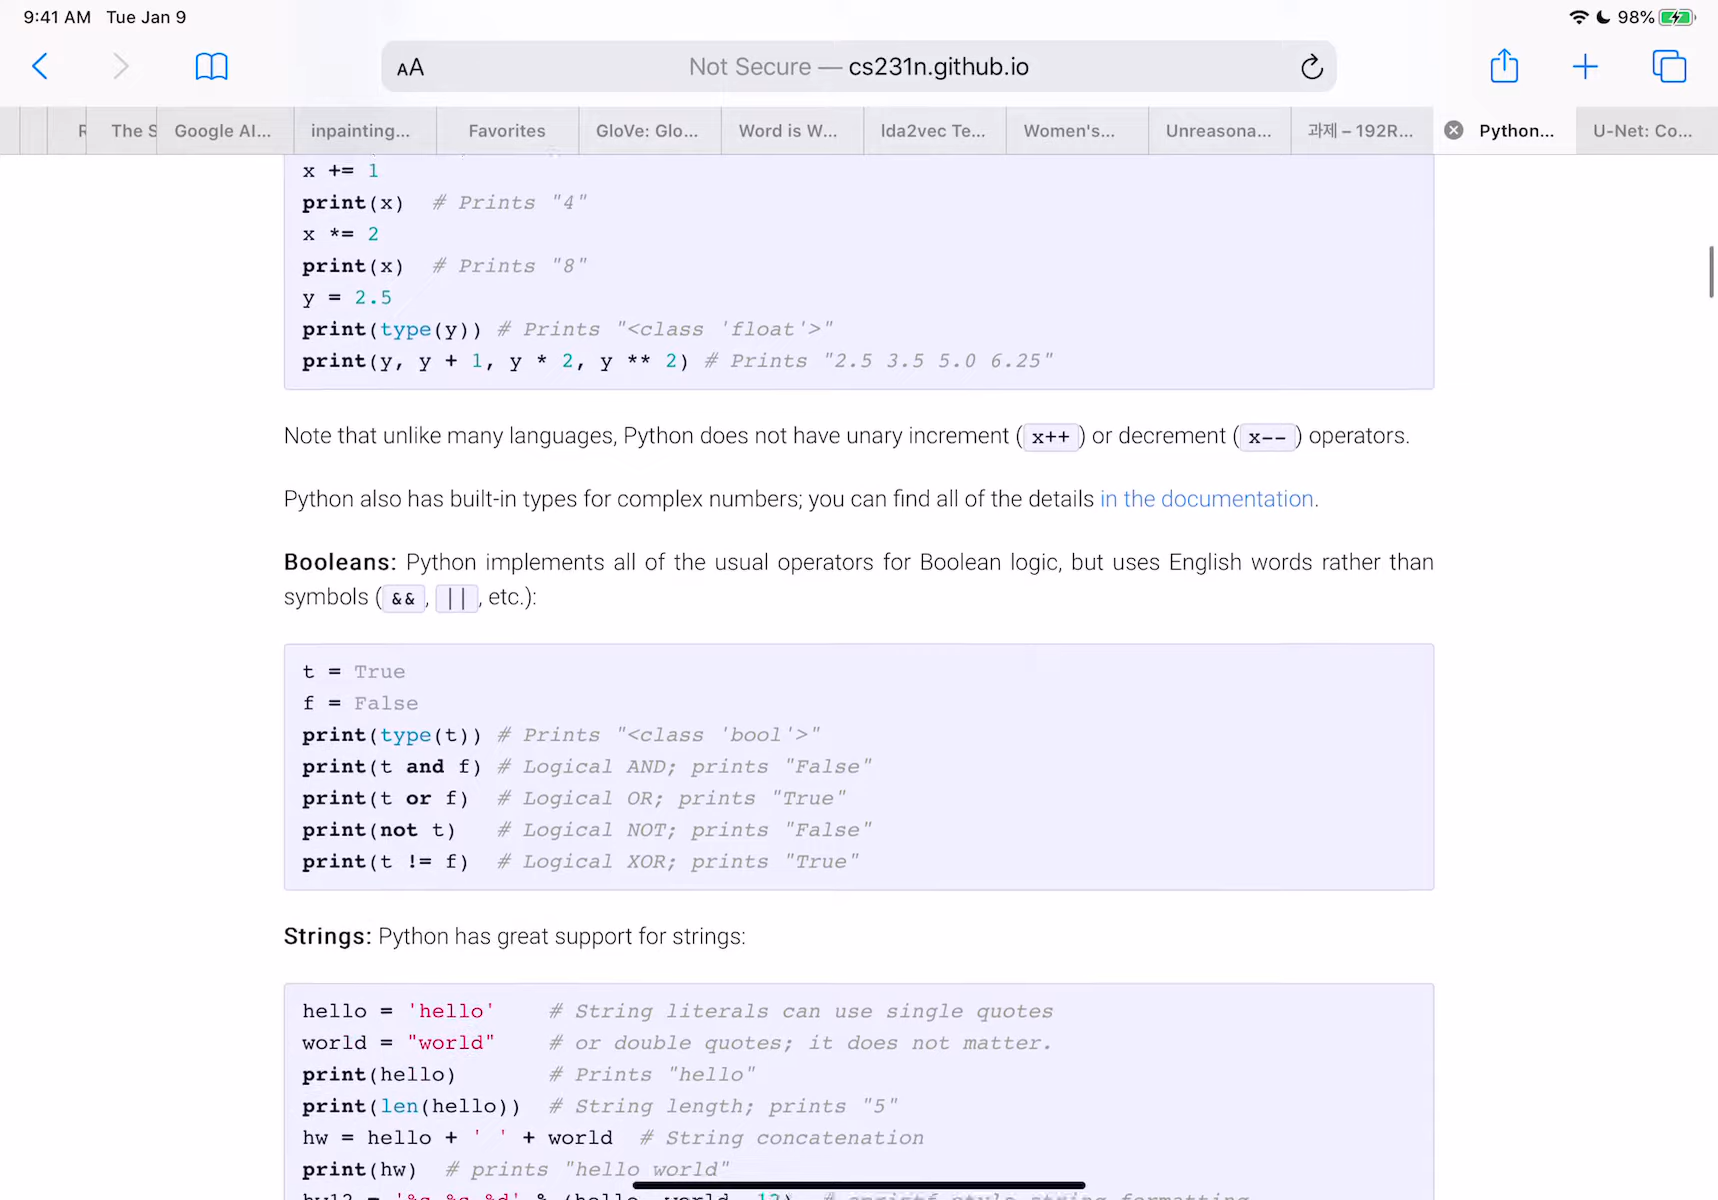 9:41 AM Tue Jan 9 98%
AA Not Secure — cs231n.github.io
The S Google AI... inpainting... Favorites GloVe: Glo... Word is W... lda2vec Te... Women's... Unreasona... 과제 – 192R... Python... U-Net: Co...
x += 1
print(x) # Prints "4"
x *= 2
print(x) # Prints "8"
y = 2.5
print(type(y)) # Prints "<class 'float'>"
print(y, y + 1, y * 2, y ** 2) # Prints "2.5 3.5 5.0 6.25"
Note that unlike many languages, Python does not have unary increment (x++) or decrement (x--) operators.
Python also has built-in types for complex numbers; you can find all of the details in the documentation.
Booleans: Python implements all of the usual operators for Boolean logic, but uses English words rather than
symbols (&&, ||, etc.):
t = True
f = False
print(type(t)) # Prints "<class 'bool'>"
print(t and f) # Logical AND; prints "False"
print(t or f) # Logical OR; prints "True"
print(not t) # Logical NOT; prints "False"
print(t != f) # Logical XOR; prints "True"
Strings: Python has great support for strings:
hello = 'hello' # String literals can use single quotes
world = "world" # or double quotes; it does not matter.
print(hello) # Prints "hello"
print(len(hello)) # String length; prints "5"
hw = hello + ' ' + world # String concatenation
print(hw) # prints "hello world"